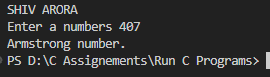 SHIV ARORA
Enter a numbers 407
Armstrong number.
PS D:\C Assignements\Run C Programs>